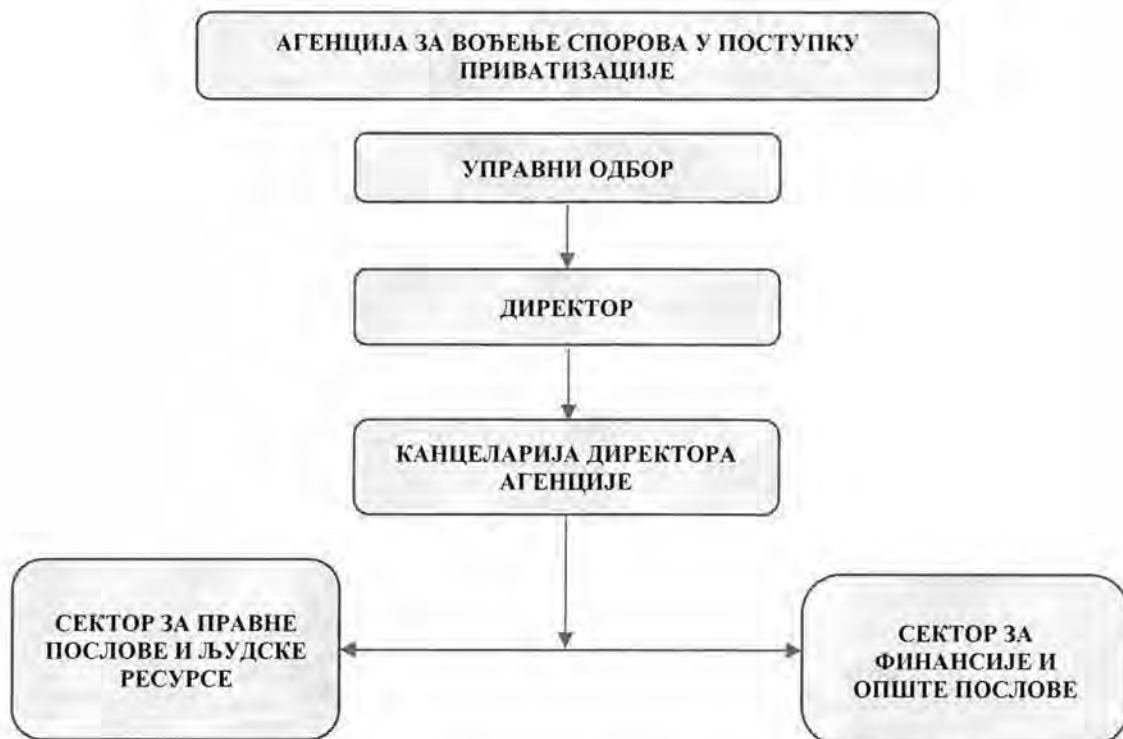 АГЕНЦИЈА ЗА ВОЂЕЊЕ СПОРОВА У ПОСТУПКУ
ПРИВАТИЗАЦИЈЕ
УПРАВНИ ОДБОР
ДИРЕКТОР
КАНЦЕЛАРИЈА ДИРЕКТОРА
АГЕНЦИЈЕ
СЕКТОР ЗА ПРАВНЕ
ПОСЛОВЕ И ЉУДСКЕ
РЕСУРСЕ
СЕКТОР ЗА
ФИНАНСИЈЕ И
ОПШТЕ ПОСЛОВЕ